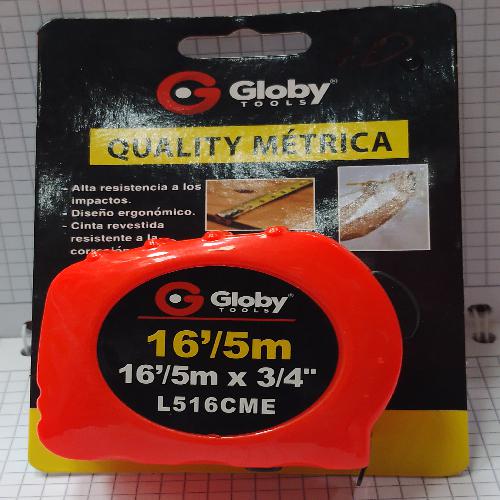 Globy®
TOOLS
QUALITY MÉTRICA
- Alta resistencia a los
impactos.
- Diseño ergonómico.
- Cinta revestida
resistente a la
Globy®
TOOLS
16'/5m
16'/5m x 3/4"
L516CME